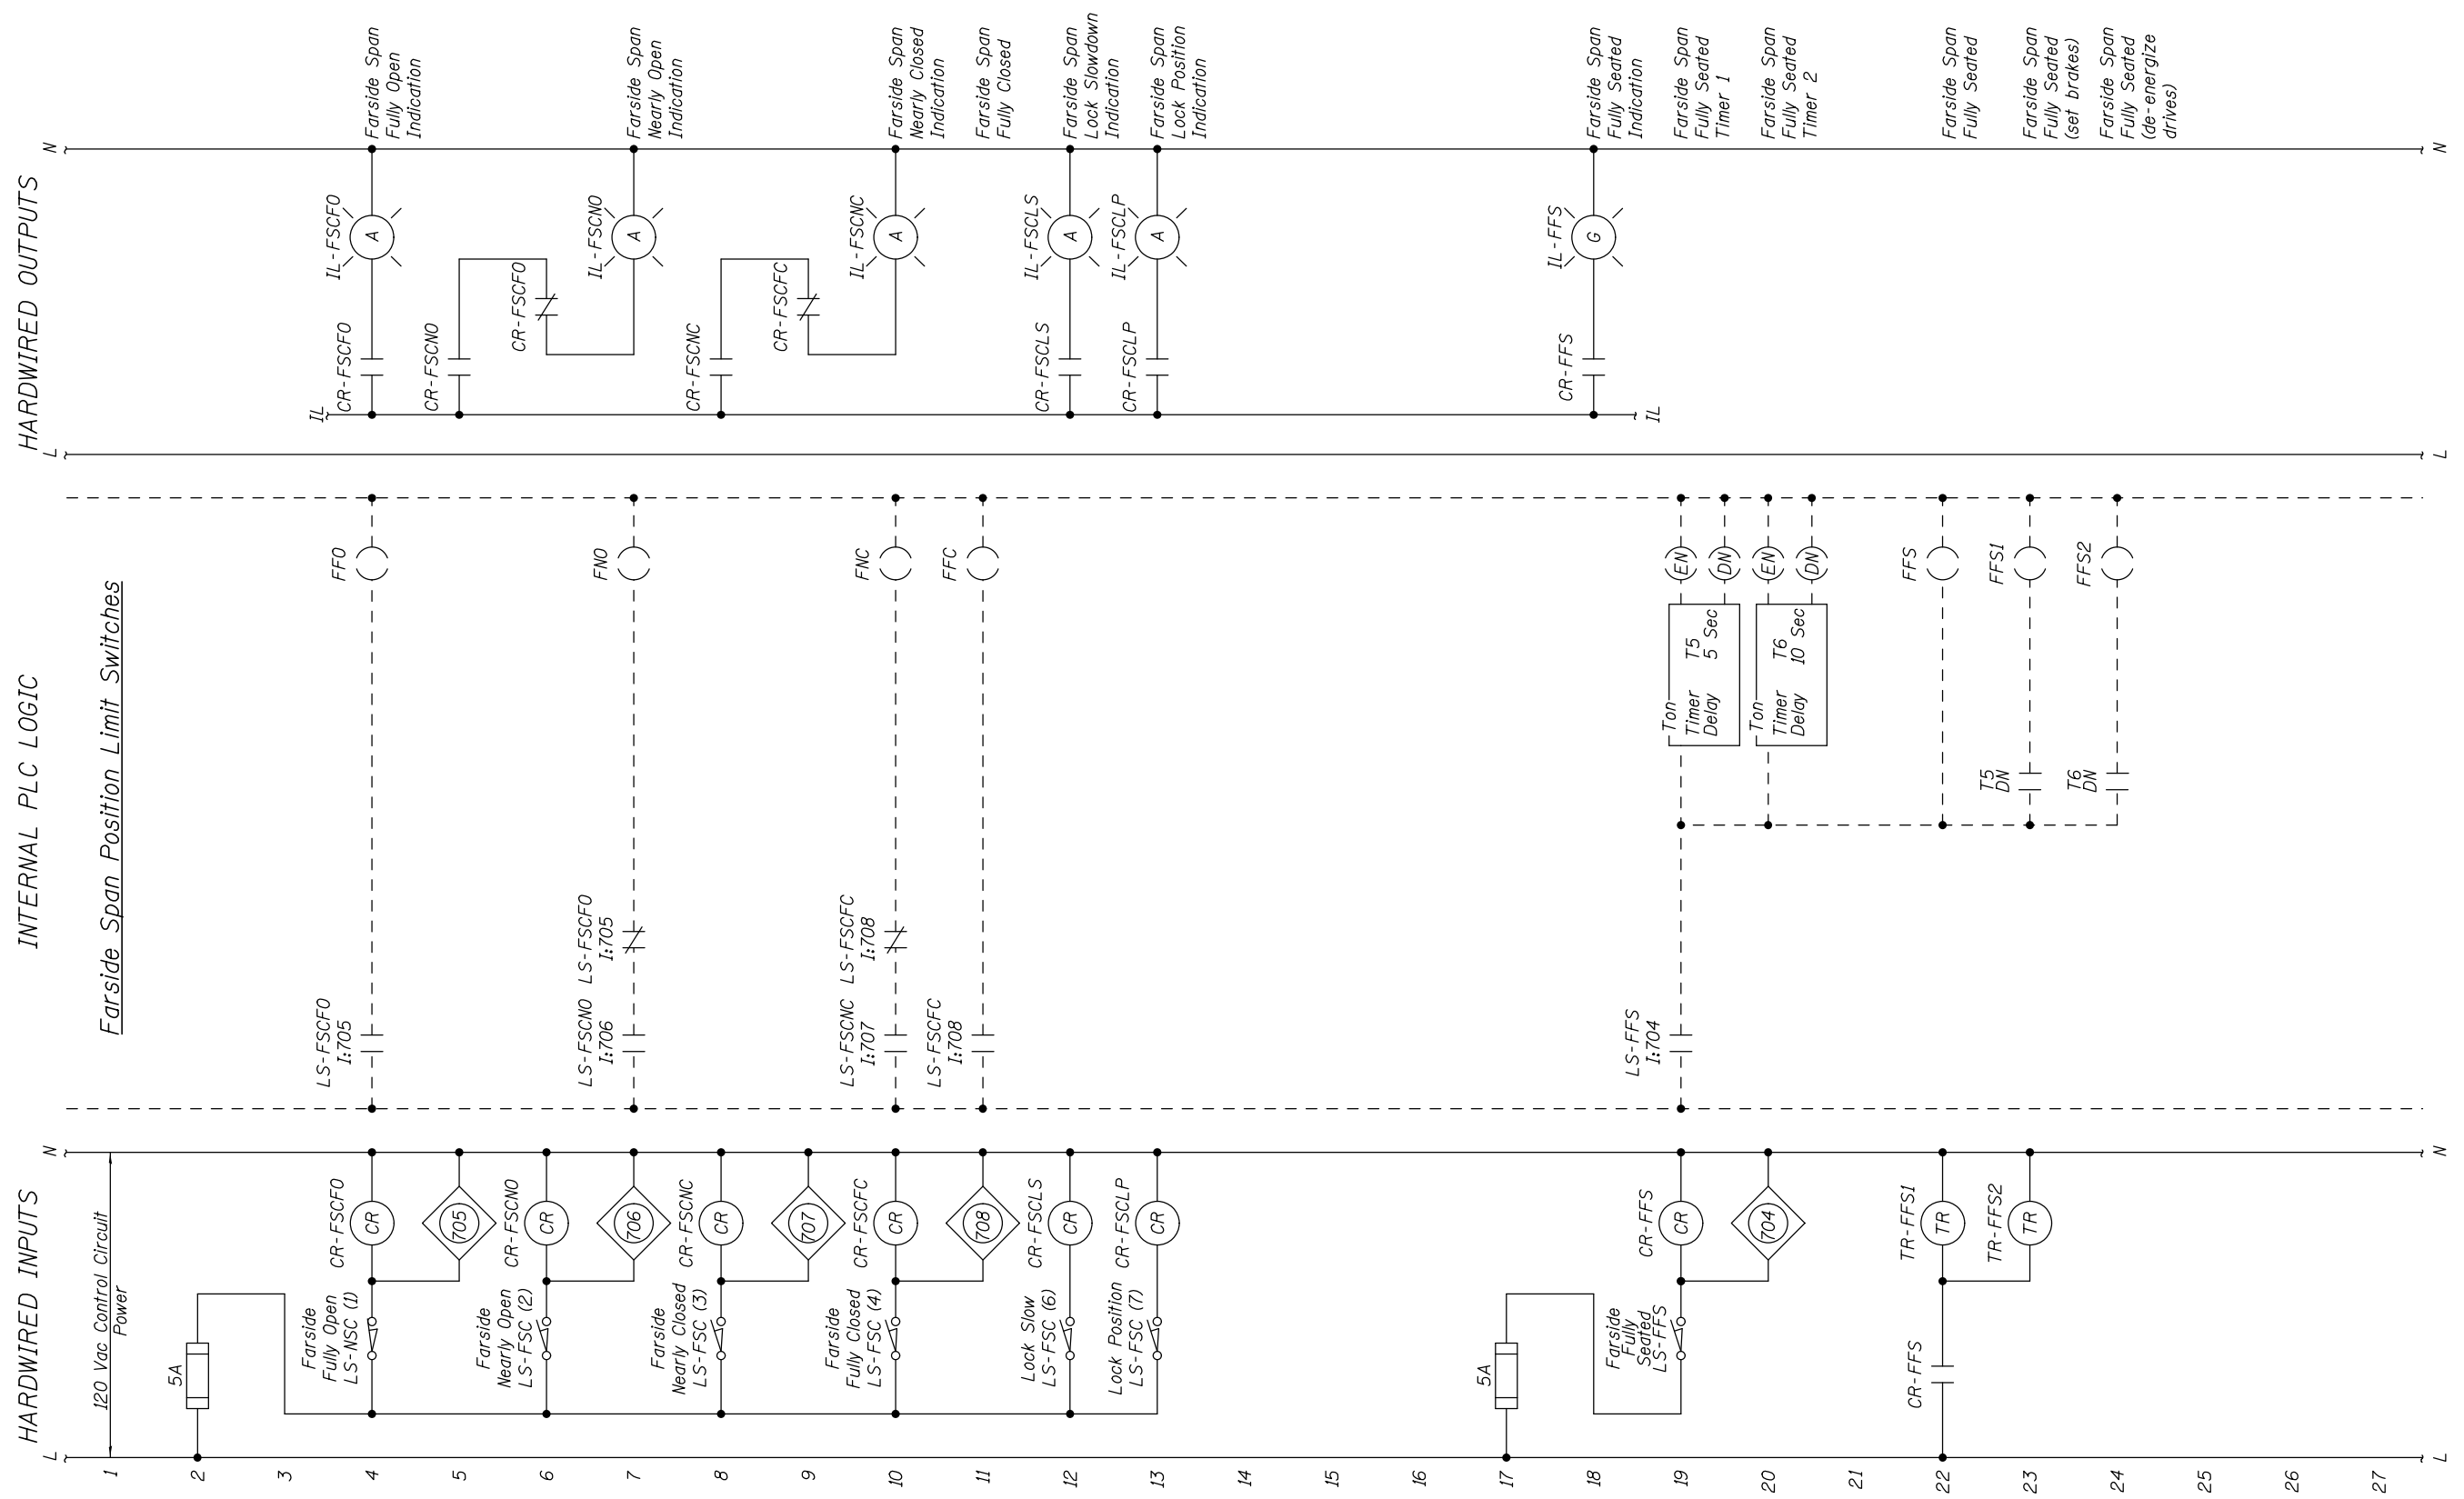 HARDWIRED INPUTS
INTERNAL PLC LOGIC
HARDWIRED OUTPUTS
L
N
L
N
Farside Span Position Limit Switches
1
120 Vac Control Circuit
Power
2
5A
3
4
Farside
Fully Open
LS-NSC (1)
CR-FSCFO
CR
LS-FSCFO
I:705
FFO
IL
CR-FSCFO
IL-FSCFO
A
Farside Span
Fully Open
Indication
5
705
CR-FSCNO
6
Farside
Nearly Open
LS-FSC (2)
CR-FSCNO
CR
CR-FSCFO
7
706
LS-FSCNO
I:706
LS-FSCFO
I:705
FNO
IL-FSCNO
A
Farside Span
Nearly Open
Indication
8
Farside
Nearly Closed
LS-FSC (3)
CR-FSCNC
CR
CR-FSCNC
9
707
CR-FSCFC
10
Farside
Fully Closed
LS-FSC (4)
CR-FSCFC
CR
LS-FSCNC
I:707
LS-FSCFC
I:708
FNC
IL-FSCNC
A
Farside Span
Nearly Closed
Indication
11
708
LS-FSCFC
I:708
FFC
Farside Span
Fully Closed
12
Lock Slow
LS-FSC (6)
CR-FSCLS
CR
CR-FSCLS
IL-FSCLS
A
Farside Span
Lock Slowdown
Indication
13
Lock Position
LS-FSC (7)
CR-FSCLP
CR
CR-FSCLP
IL-FSCLP
A
Farside Span
Lock Position
Indication
14
15
16
17
5A
18
CR-FFS
IL-FFS
G
Farside Span
Fully Seated
Indication
IL
19
Farside
Fully
Seated
LS-FFS
CR-FFS
CR
LS-FFS
I:704
Ton
Timer T5
Delay 5 Sec
EN
DN
Farside Span
Fully Seated
Timer 1
20
704
Ton
Timer T6
Delay 10 Sec
EN
DN
Farside Span
Fully Seated
Timer 2
21
22
CR-FFS
TR-FFS1
TR
FFS
Farside Span
Fully Seated
23
TR-FFS2
TR
T5
DN
FFS1
Farside Span
Fully Seated
(set brakes)
24
T6
DN
FFS2
Farside Span
Fully Seated
(de-energize
drives)
25
26
27
L
N
L
N